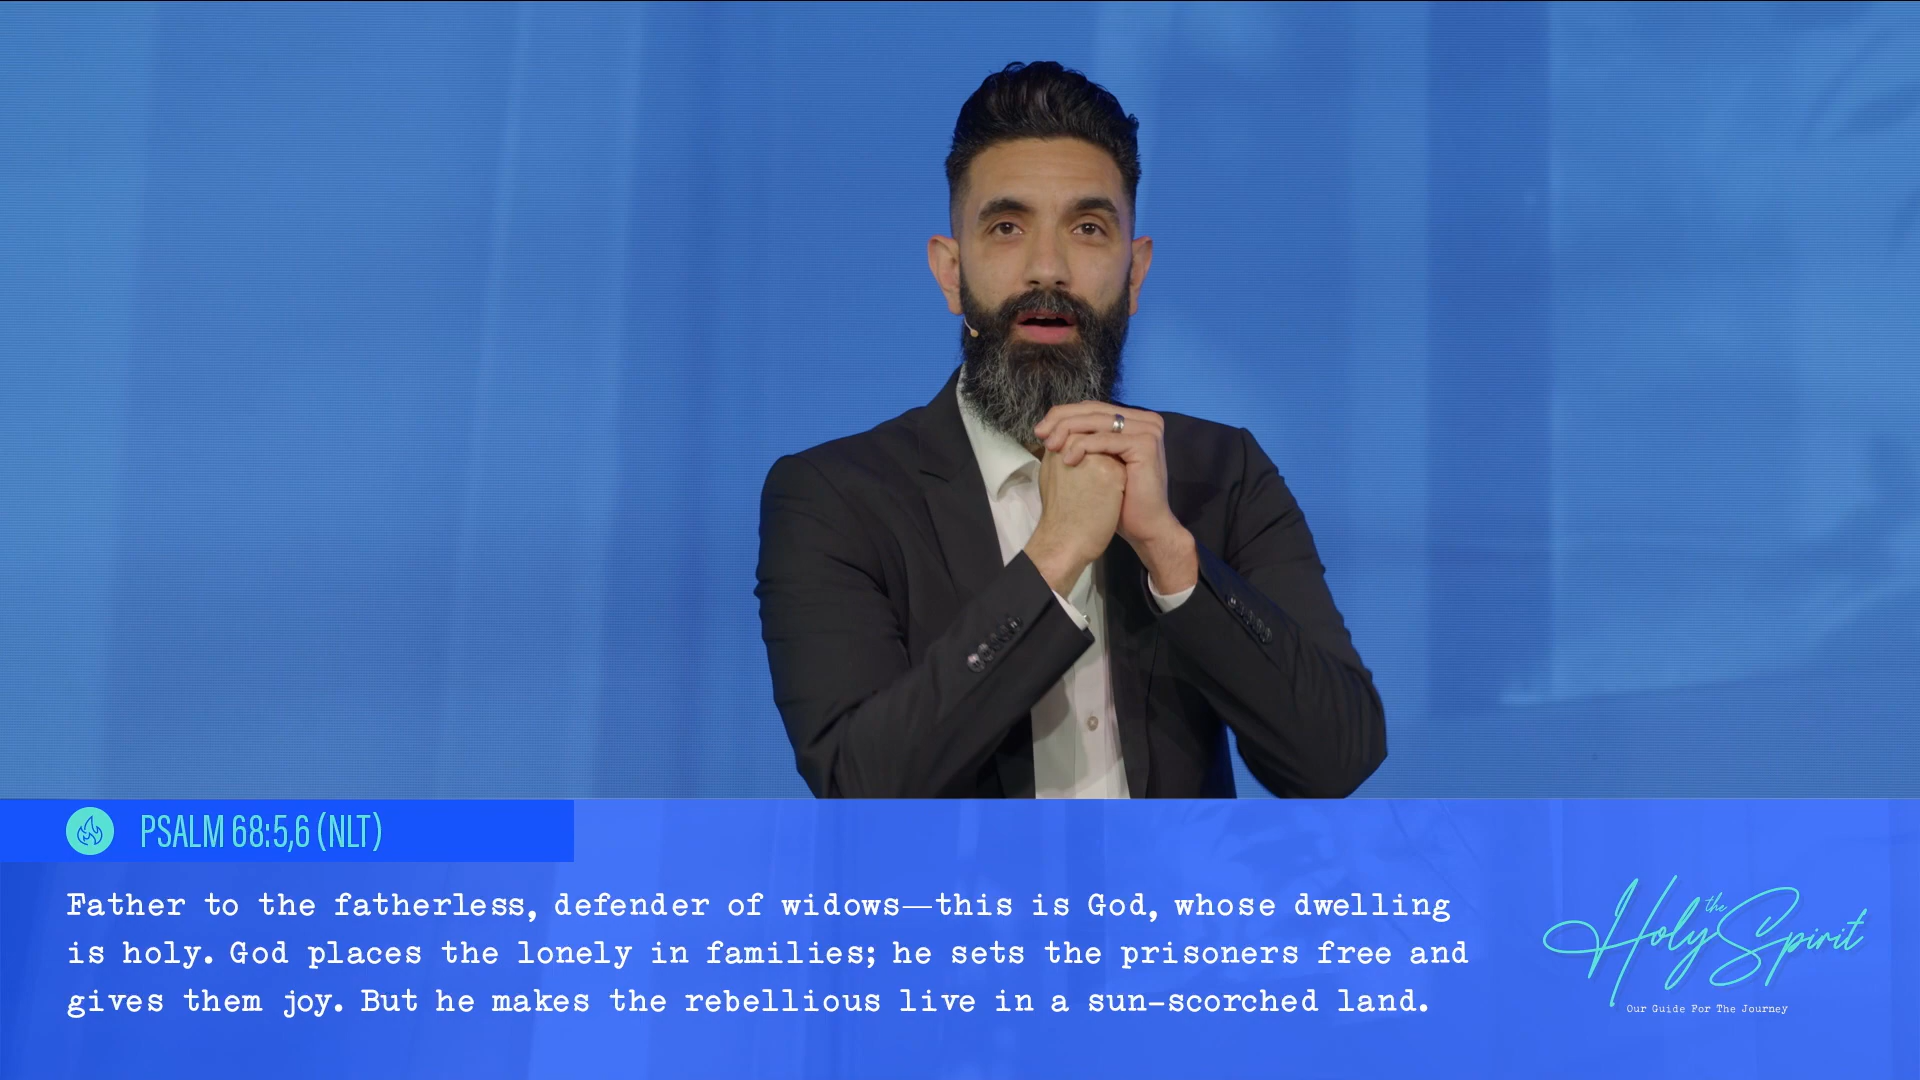 PSALM 68:5,6 (NLT)
Father to the fatherless, defender of widows—this is God, whose dwelling
is holy. God places the lonely in families; he sets the prisoners free and
gives them joy. But he makes the rebellious live in a sun-scorched land.
the
Holy Spirit
Our Guide For The Journey